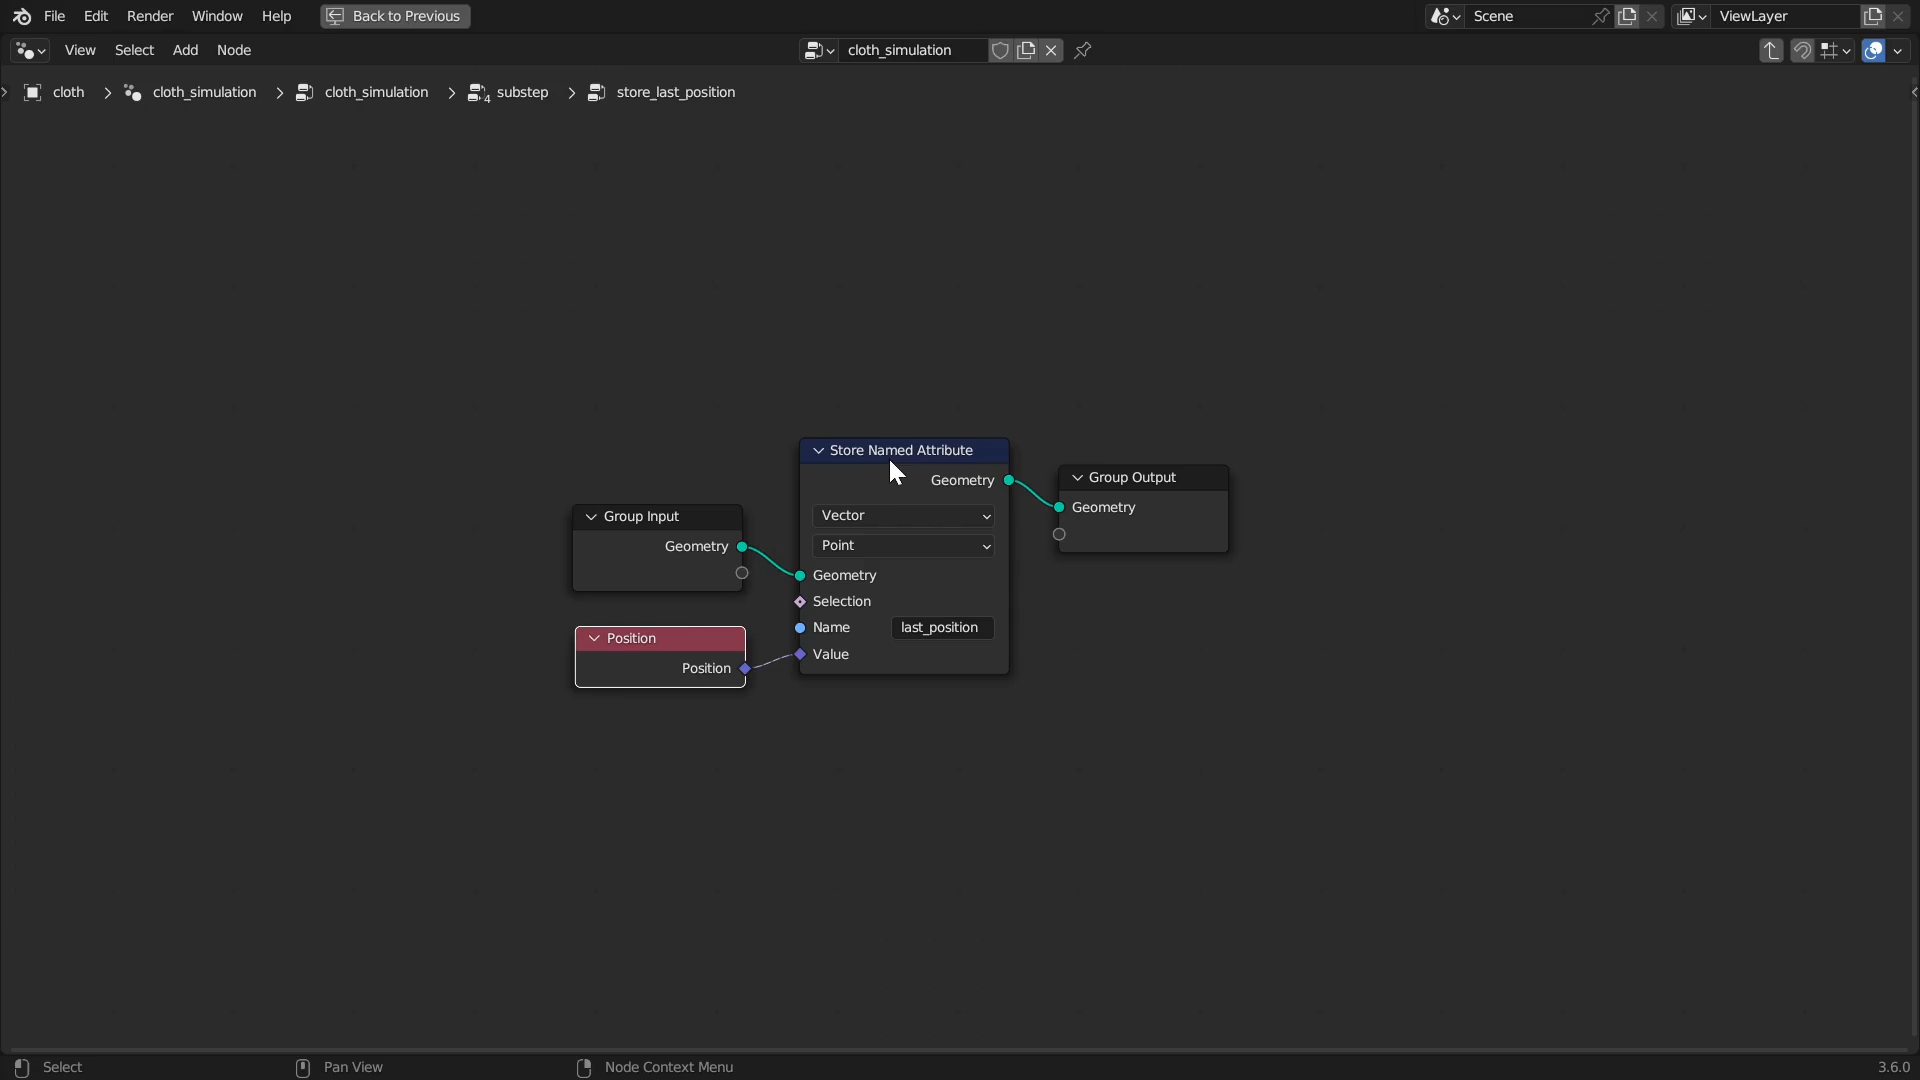 File Edit Render Window Help Back to Previous Scene ViewLayer
View Select Add Node cloth_simulation
cloth cloth_simulation cloth_simulation 4 substep store_last_position
Store Named Attribute
Geometry
Vector
Point
Geometry
Selection
Name last_position
Value
Group Input
Geometry
Position
Position
Group Output
Geometry
Select Pan View Node Context Menu 3.6.0